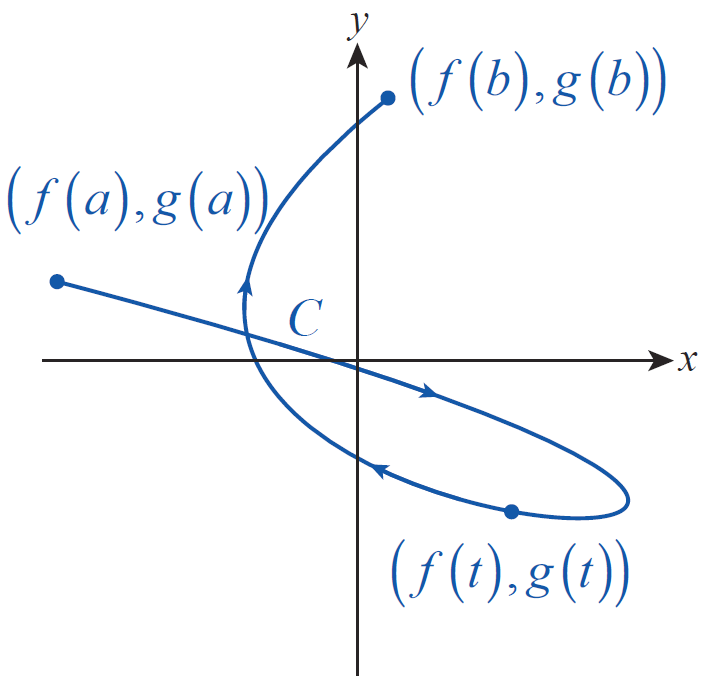 y
(f(b), g(b))
(f(a), g(a))
C
x
(f(t), g(t))